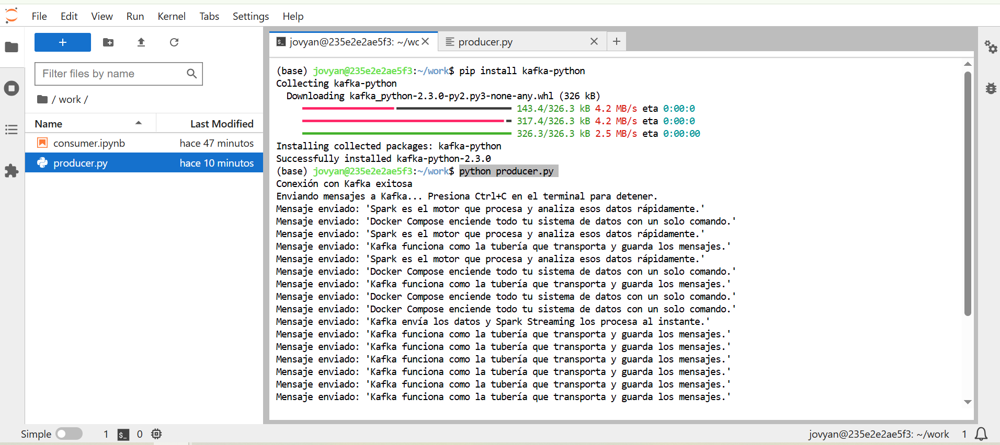 File Edit View Run Kernel Tabs Settings Help
+
Filter files by name
/ work /
Name Last Modified
consumer.ipynb hace 47 minutos
producer.py hace 10 minutos
jovyan@235e2e2ae5f3: ~/wc producer.py
(base) jovyan@235e2e2ae5f3:~/work$ pip install kafka-python
Collecting kafka-python
Downloading kafka_python-2.3.0-py2.py3-none-any.whl (326 kB)
143.4/326.3 kB 4.2 MB/s eta 0:00:0
317.4/326.3 kB 4.2 MB/s eta 0:00:0
326.3/326.3 kB 2.5 MB/s eta 0:00:00
Installing collected packages: kafka-python
Successfully installed kafka-python-2.3.0
(base) jovyan@235e2e2ae5f3:~/work$ python producer.py
Conexión con Kafka exitosa
Enviando mensajes a Kafka... Presiona Ctrl+C en el terminal para detener.
Mensaje enviado: 'Spark es el motor que procesa y analiza esos datos rápidamente.'
Mensaje enviado: 'Docker Compose enciende todo tu sistema de datos con un solo comando.'
Mensaje enviado: 'Spark es el motor que procesa y analiza esos datos rápidamente.'
Mensaje enviado: 'Kafka funciona como la tubería que transporta y guarda los mensajes.'
Mensaje enviado: 'Spark es el motor que procesa y analiza esos datos rápidamente.'
Mensaje enviado: 'Docker Compose enciende todo tu sistema de datos con un solo comando.'
Mensaje enviado: 'Kafka funciona como la tubería que transporta y guarda los mensajes.'
Mensaje enviado: 'Docker Compose enciende todo tu sistema de datos con un solo comando.'
Mensaje enviado: 'Docker Compose enciende todo tu sistema de datos con un solo comando.'
Mensaje enviado: 'Kafka envía los datos y Spark Streaming los procesa al instante.'
Mensaje enviado: 'Kafka funciona como la tubería que transporta y guarda los mensajes.'
Mensaje enviado: 'Kafka funciona como la tubería que transporta y guarda los mensajes.'
Mensaje enviado: 'Kafka funciona como la tubería que transporta y guarda los mensajes.'
Mensaje enviado: 'Kafka funciona como la tubería que transporta y guarda los mensajes.'
Mensaje enviado: 'Kafka funciona como la tubería que transporta y guarda los mensajes.'
Mensaje enviado: 'Kafka funciona como la tubería que transporta y guarda los mensajes.'
Simple 1 $_ 0 jovyan@235e2e2ae5f3: ~/work 1